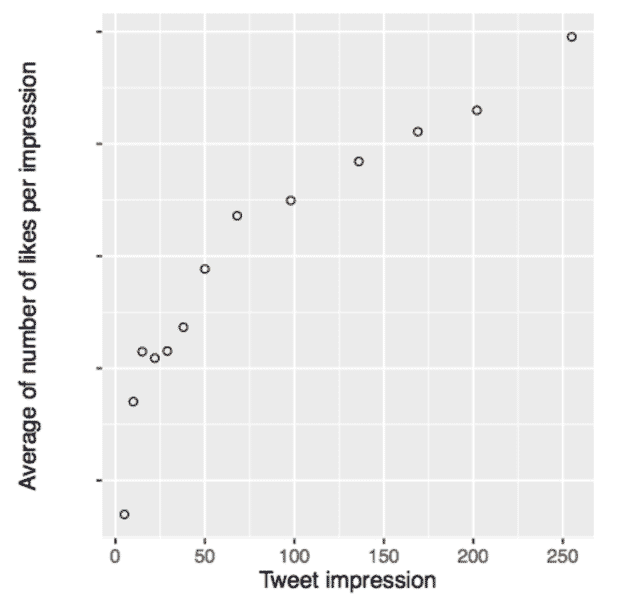 Average of number of likes per impression
0 50 100 150 200 250
Tweet impression